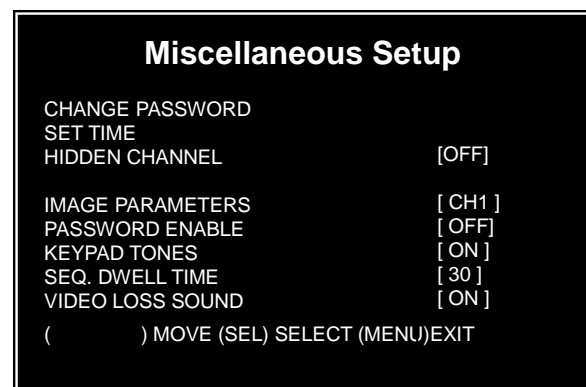 Miscellaneous Setup
CHANGE PASSWORD
SET TIME
HIDDEN CHANNEL [OFF]
IMAGE PARAMETERS [ CH1 ]
PASSWORD ENABLE [ OFF]
KEYPAD TONES [ ON ]
SEQ. DWELL TIME [ 30 ]
VIDEO LOSS SOUND [ ON ]
( ) MOVE (SEL) SELECT (MENU)EXIT